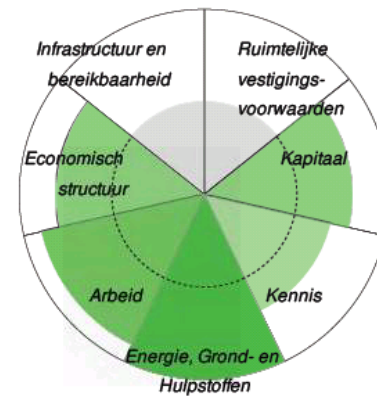 Infrastructuur en
bereikbaarheid
Ruimtelijke
vestigings-
voorwaarden
Economisch
structuur
Kapitaal
Arbeid
Kennis
Energie, Grond- en
Hulpstoffen